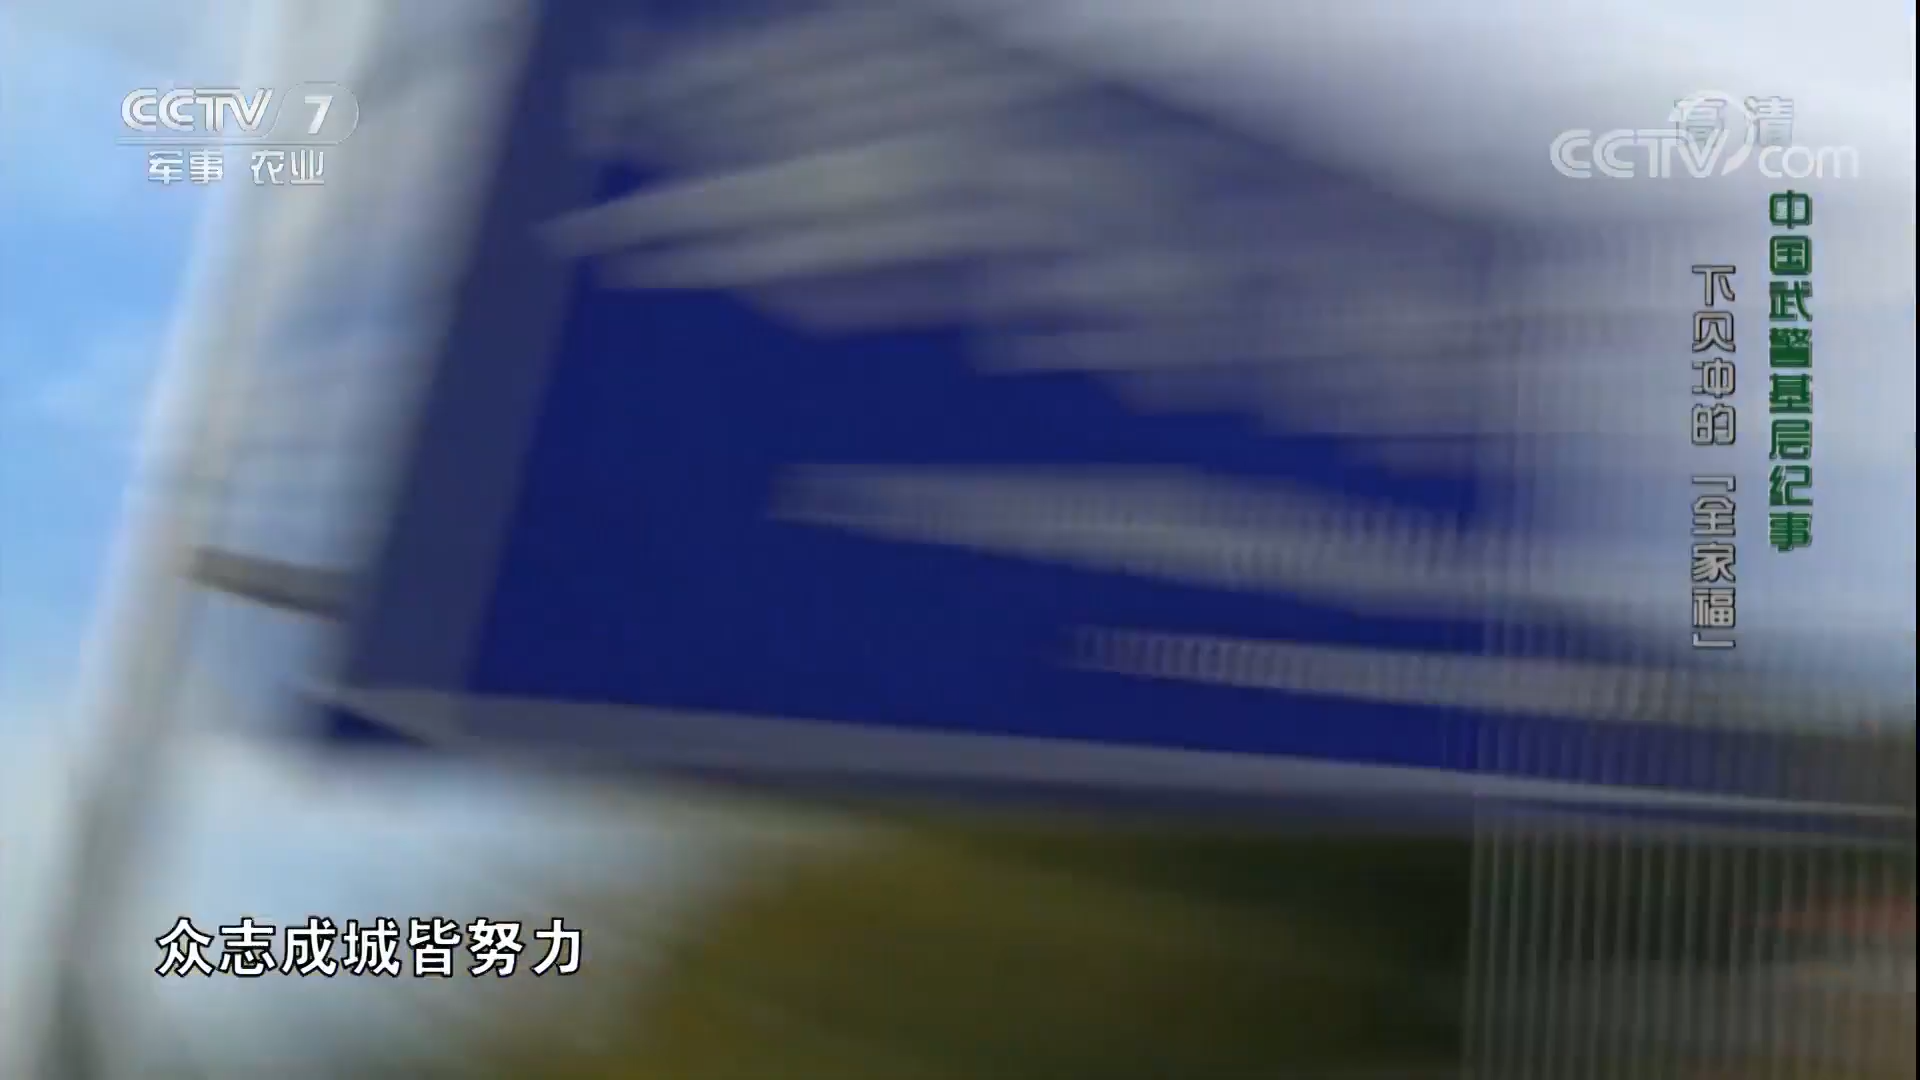 CCTV 7
军事 农业
高清
CCTV.com
中国武警基层纪事
下贝冲的「全家福」
众志成城皆努力